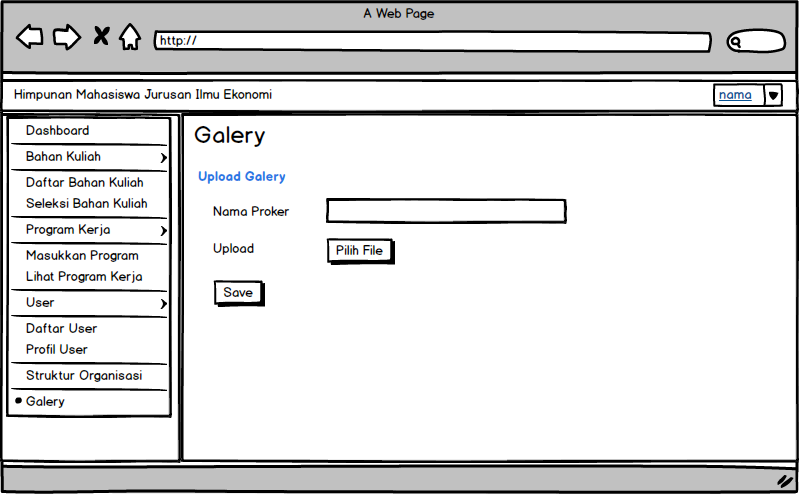 A Web Page
http://
Himpunan Mahasiswa Jurusan Ilmu Ekonomi
nama
Dashboard
Bahan Kuliah
Daftar Bahan Kuliah
Seleksi Bahan Kuliah
Program Kerja
Masukkan Program
Lihat Program Kerja
User
Daftar User
Profil User
Struktur Organisasi
Galery
Galery
Upload Galery
Nama Proker
Upload
Pilih File
Save